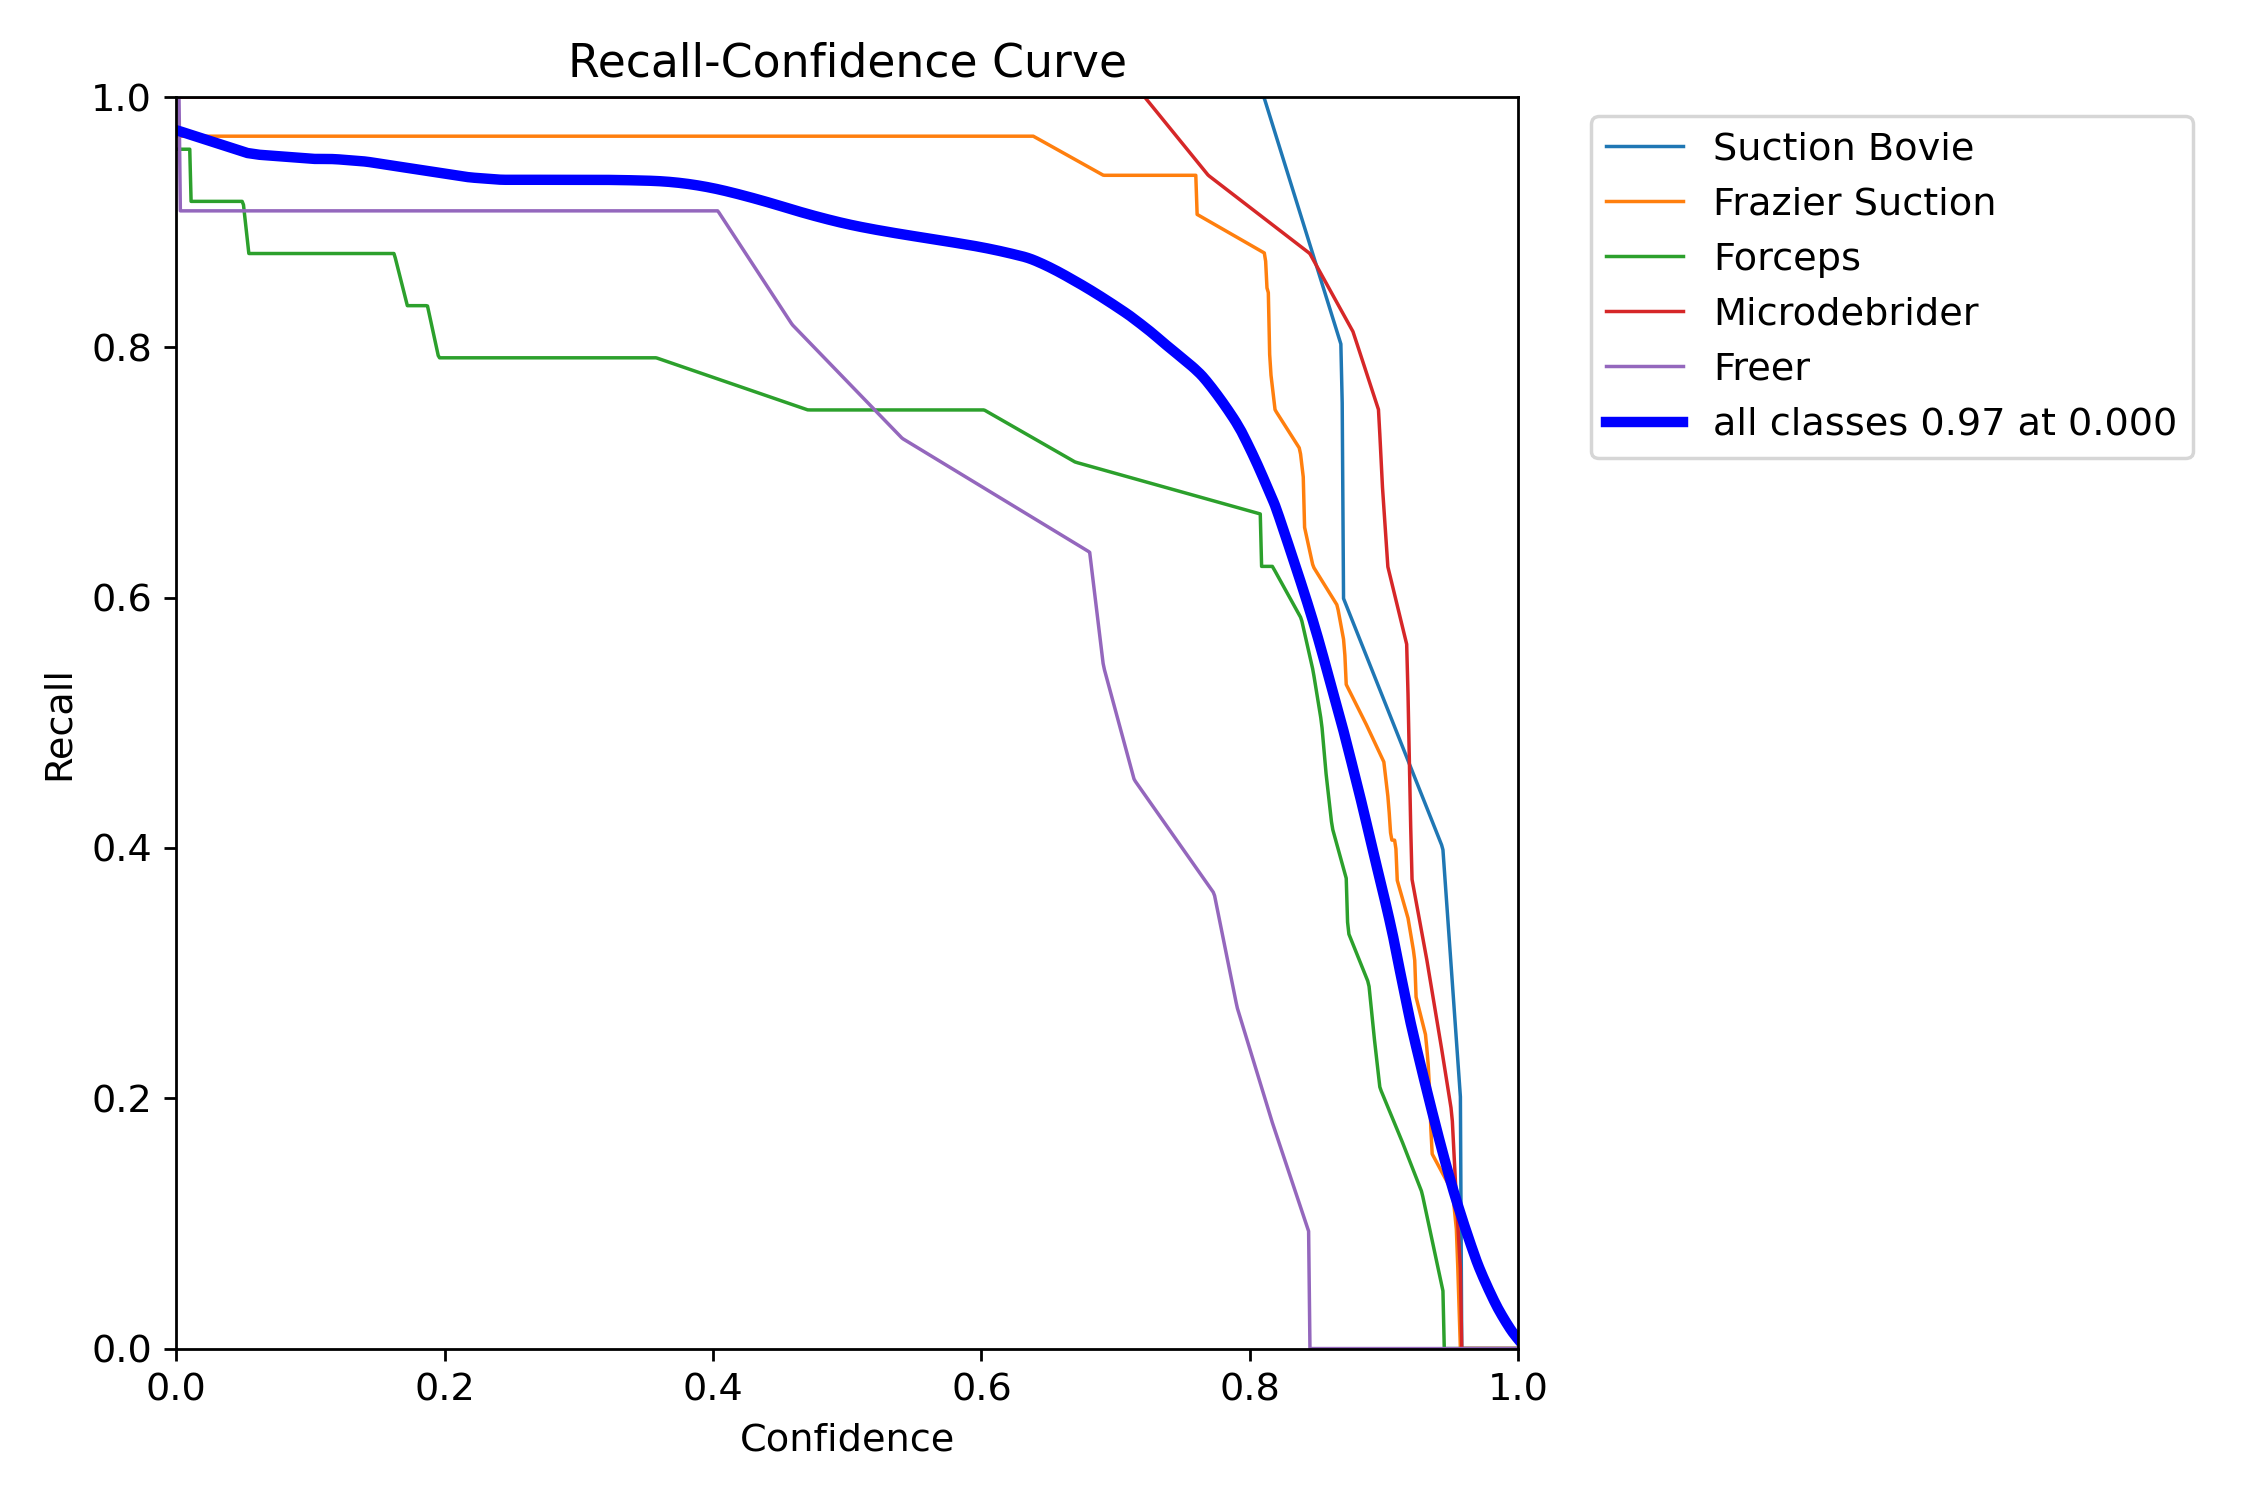 Recall-Confidence Curve
1.0
0.8
0.6
0.4
0.2
0.0
Recall
0.0 0.2 0.4 0.6 0.8 1.0
Confidence
Suction Bovie
Frazier Suction
Forceps
Microdebrider
Freer
all classes 0.97 at 0.000